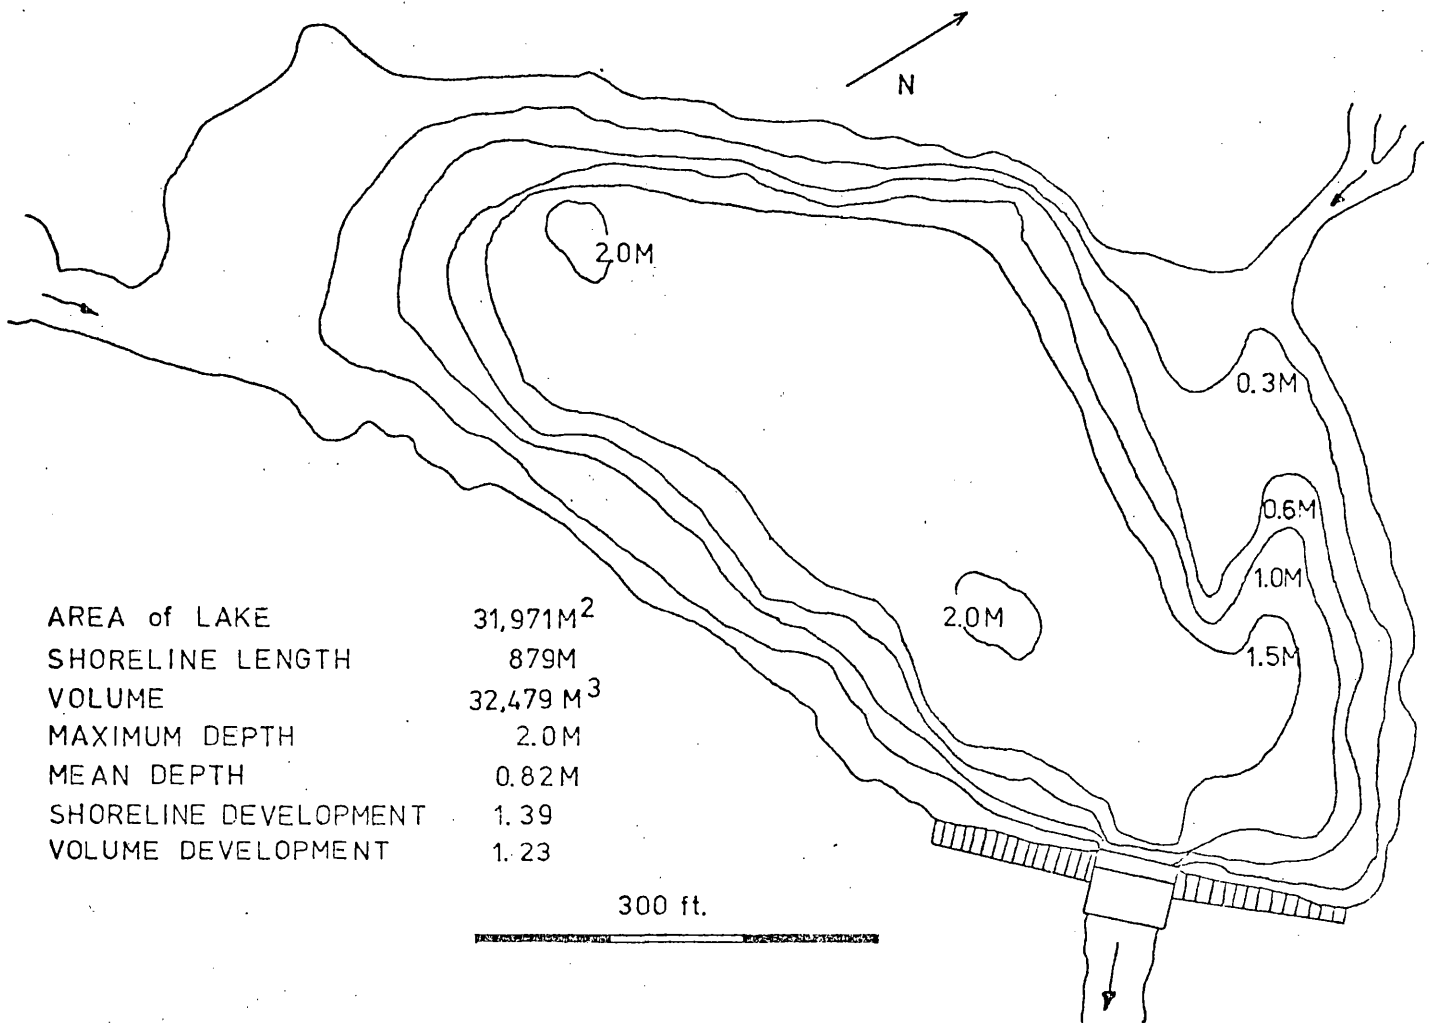 N
2.0M
0.3M
0.6M
1.0M
2.0M
1.5M
AREA of LAKE 31,971M²
SHORELINE LENGTH 879M
VOLUME 32,479 M³
MAXIMUM DEPTH 2.0M
MEAN DEPTH 0.82M
SHORELINE DEVELOPMENT 1.39
VOLUME DEVELOPMENT 1.23
300 ft.